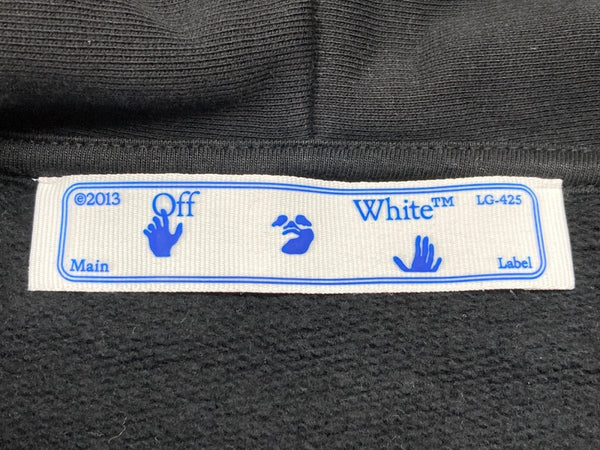 ©2013 Off White™ LG-425
Main Label